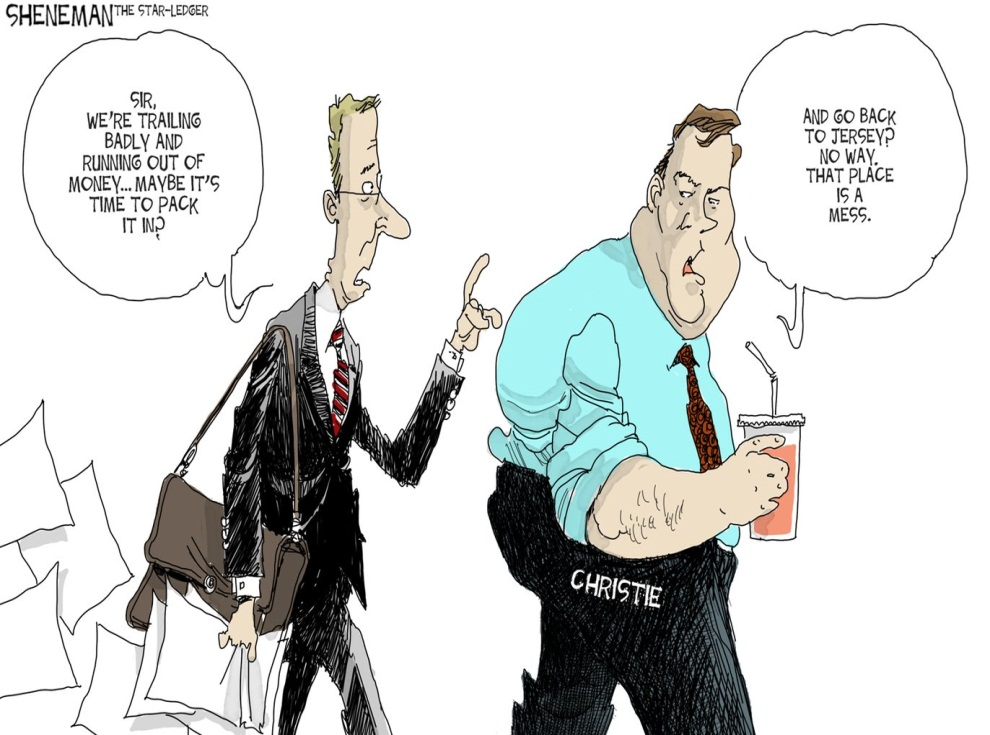 SHENEMAN THE STAR-LEDGER
SIR,
WE'RE TRAILING
BADLY AND
RUNNING OUT OF
MONEY... MAYBE IT'S
TIME TO PACK
IT IN?
AND GO BACK
TO JERSEY?
NO WAY.
THAT PLACE
IS A
MESS.
CHRISTIE